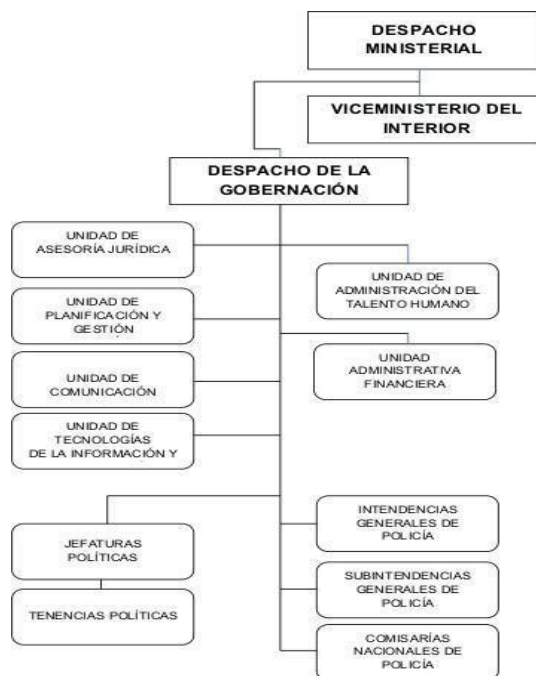 DESPACHO
MINISTERIAL
VICEMINISTERIO DEL
INTERIOR
DESPACHO DE LA
GOBERNACIÓN
UNIDAD DE
ASESORÍA JURÍDICA
UNIDAD DE
ADMINISTRACIÓN DEL
TALENTO HUMANO
UNIDAD DE
PLANIFICACIÓN Y
GESTIÓN
UNIDAD
ADMINISTRATIVA
FINANCIERA
UNIDAD DE
COMUNICACIÓN
UNIDAD DE
TECNOLOGÍAS
DE LA INFORMACIÓN Y
JEFATURAS
POLÍTICAS
TENENCIAS POLÍTICAS
INTENDENCIAS
GENERALES DE
POLICÍA
SUBINTENDENCIAS
GENERALES DE
POLICÍA
COMISARÍAS
NACIONALES DE
POLICÍA